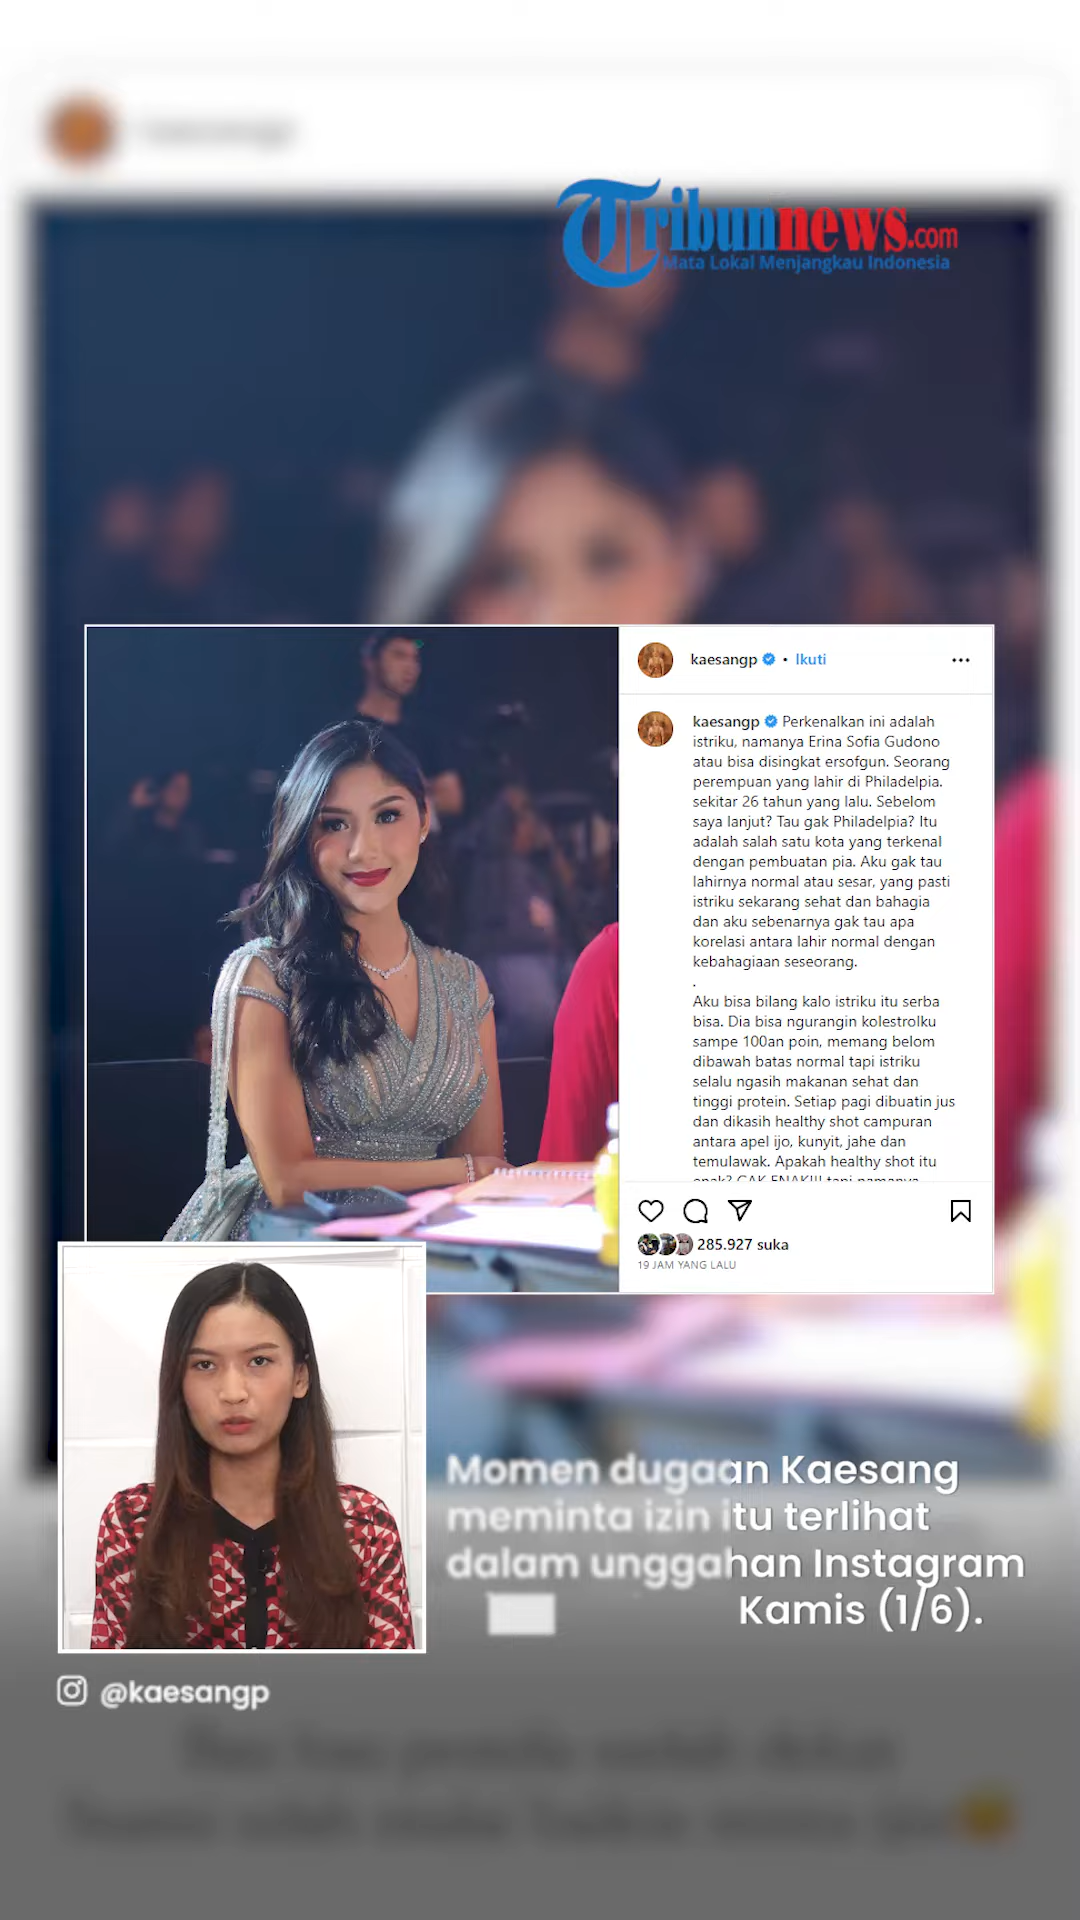 Tribunnews.com
Mata Lokal Menjangkau Indonesia
kaesangp • Ikuti
kaesangp Perkenalkan ini adalah
istriku, namanya Erina Sofia Gudono
atau bisa disingkat ersofgun. Seorang
perempuan yang lahir di Philadelpia.
sekitar 26 tahun yang lalu. Sebelom
saya lanjut? Tau gak Philadelpia? Itu
adalah salah satu kota yang terkenal
dengan pembuatan pia. Aku gak tau
lahirnya normal atau sesar, yang pasti
istriku sekarang sehat dan bahagia
dan aku sebenarnya gak tau apa
korelasi antara lahir normal dengan
kebahagiaan seseorang.
.
Aku bisa bilang kalo istriku itu serba
bisa. Dia bisa ngurangin kolestrolku
sampe 100an poin, memang belom
dibawah batas normal tapi istriku
selalu ngasih makanan sehat dan
tinggi protein. Setiap pagi dibuatin jus
dan dikasih healthy shot campuran
antara apel ijo, kunyit, jahe dan
temulawak. Apakah healthy shot itu
enak? GAK ENAK!!! tapi namanya
285.927 suka
19 JAM YANG LALU
Momen dugaan Kaesang
meminta izin itu terlihat
dalam unggahan Instagram
Kamis (1/6).
@kaesangp